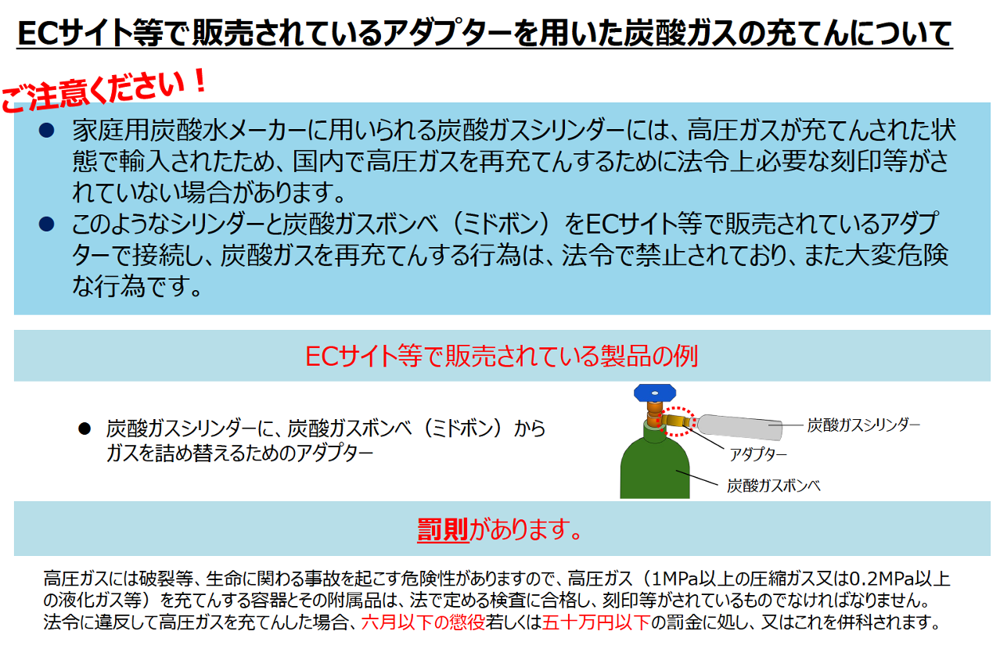 ECサイト等で販売されているアダプターを用いた炭酸ガスの充てんについて
ご注意ください！
● 家庭用炭酸水メーカーに用いられる炭酸ガスシリンダーには、高圧ガスが充てんされた状
態で輸入されたため、国内で高圧ガスを再充てんするために法令上必要な刻印等がさ
れていない場合があります。
● このようなシリンダーと炭酸ガスボンベ（ミドボン）をECサイト等で販売されているアダプ
ターで接続し、炭酸ガスを再充てんする行為は、法令で禁止されており、また大変危険
な行為です。
ECサイト等で販売されている製品の例
● 炭酸ガスシリンダーに、炭酸ガスボンベ（ミドボン）から
ガスを詰め替えるためのアダプター
炭酸ガスシリンダー
アダプター
炭酸ガスボンベ
罰則があります。
高圧ガスには破裂等、生命に関わる事故を起こす危険性がありますので、高圧ガス（1MPa以上の圧縮ガス又は0.2MPa以上
の液化ガス等）を充てんする容器とその附属品は、法で定める検査に合格し、刻印等がされているものでなければなりません。
法令に違反して高圧ガスを充てんした場合、六月以下の懲役若しくは五十万円以下の罰金に処し、又はこれを併科されます。